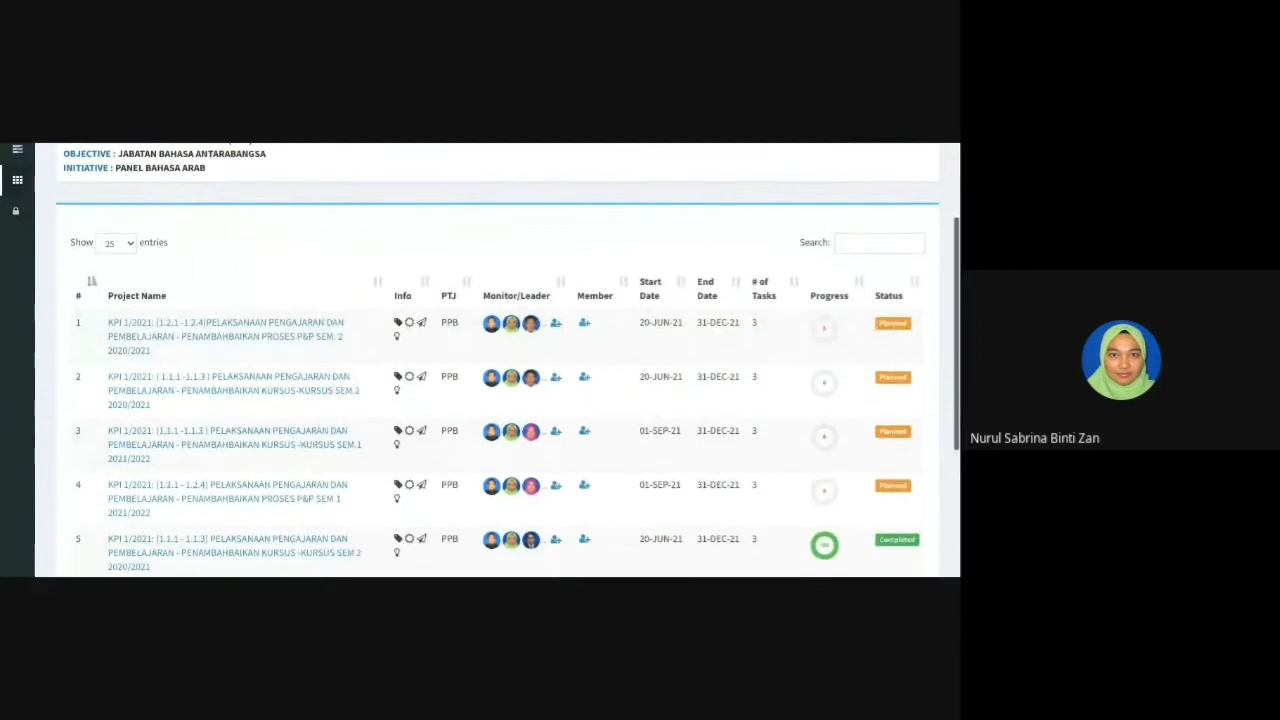 OBJECTIVE : JABATAN BAHASA ANTARABANGSA
INITIATIVE : PANEL BAHASA ARAB
Show 25 entries
Search:
# Project Name Info PTJ Monitor/Leader Member Start Date End Date # of Tasks Progress Status
1 KPI 1/2021: (1.2.1 -1.2.4)PELAKSANAAN PENGAJARAN DAN PPB 20-JUN-21 31-DEC-21 3 Planned
PEMBELAJARAN - PENAMBAHBAIKAN PROSES P&P SEM. 2
2020/2021
2 KPI 1/2021: ( 1.1.1 -1.1.3 ) PELAKSANAAN PENGAJARAN DAN PPB 20-JUN-21 31-DEC-21 3 Planned
PEMBELAJARAN - PENAMBAHBAIKAN KURSUS-KURSUS SEM.2
2020/2021
3 KPI 1/2021: (1.1.1 -1.1.3 ) PELAKSANAAN PENGAJARAN DAN PPB 01-SEP-21 31-DEC-21 3 Planned
PEMBELAJARAN - PENAMBAHBAIKAN KURSUS -KURSUS SEM.1
2021/2022
4 KPI 1/2021: (1.2.1 - 1.2.4) PELAKSANAAN PENGAJARAN DAN PPB 01-SEP-21 31-DEC-21 3 Planned
PEMBELAJARAN - PENAMBAHBAIKAN PROSES P&P SEM.1
2021/2022
5 KPI 1/2021: (1.1.1 - 1.1.3) PELAKSANAAN PENGAJARAN DAN PPB 20-JUN-21 31-DEC-21 3 100 Completed
PEMBELAJARAN - PENAMBAHBAIKAN KURSUS -KURSUS SEM 2
2020/2021
Nurul Sabrina Binti Zan